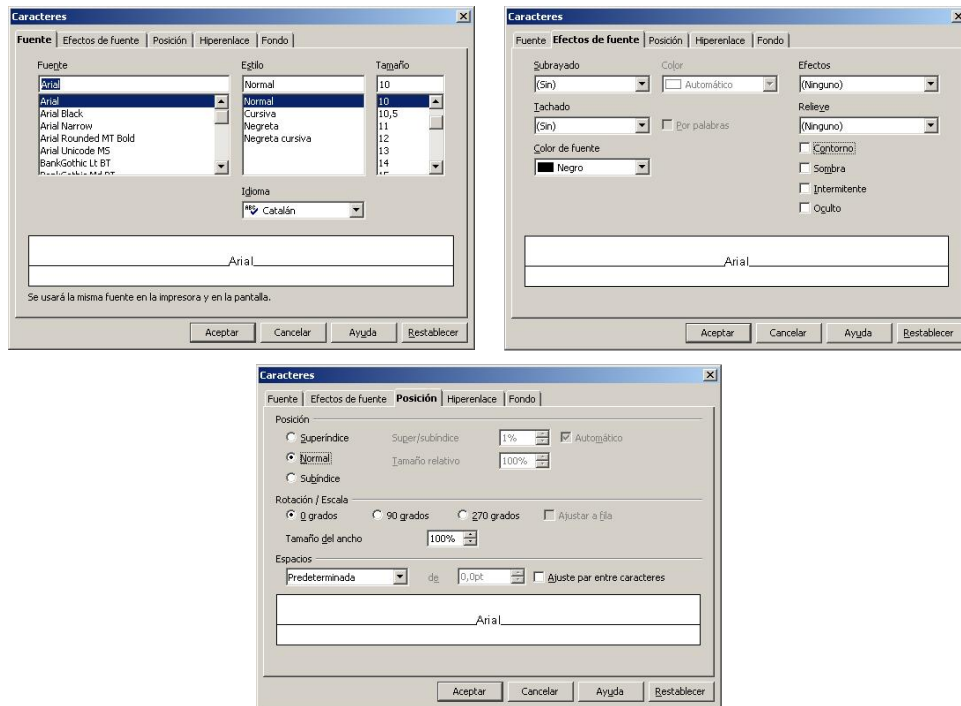 Caracteres
Fuente Efectos de fuente Posición Hiperenlace Fondo
Fuente Estilo Tamaño
Arial Normal 10
Arial Normal 10
Arial Black Cursiva 10,5
Arial Narrow Negreta 11
Arial Rounded MT Bold Negreta cursiva 12
Arial Unicode MS 13
BankGothic Lt BT 14
BankGothic Md BT 15
Idioma
ABC Catalán
Arial
Se usará la misma fuente en la impresora y en la pantalla.
Aceptar Cancelar Ayuda Restablecer
Caracteres
Fuente Efectos de fuente Posición Hiperenlace Fondo
Subrayado Color Efectos
(Sin) Automático (Ninguno)
Tachado Relieve
(Sin) Por palabras (Ninguno)
Color de fuente Contorno
Negro Sombra
Intermitente
Oculto
Arial
Aceptar Cancelar Ayuda Restablecer
Caracteres
Fuente Efectos de fuente Posición Hiperenlace Fondo
Posición
Superíndice Super/subíndice 1% Automático
Normal Tamaño relativo 100%
Subíndice
Rotación / Escala
0 grados 90 grados 270 grados Ajustar a fila
Tamaño del ancho 100%
Espacios
Predeterminada de 0,0pt Ajuste par entre caracteres
Arial
Aceptar Cancelar Ayuda Restablecer